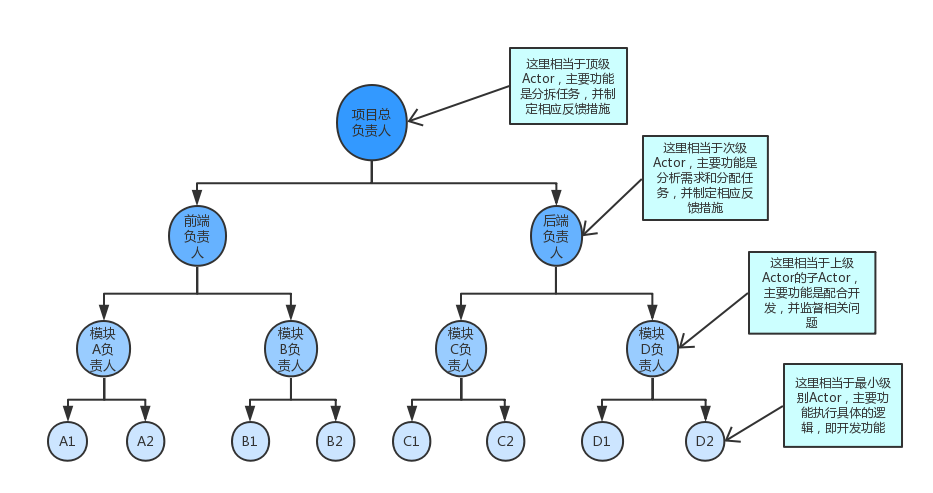 这里相当于顶级
Actor，主要功能
是分拆任务，并制
定相应反馈措施
项目总
负责人
这里相当于次级
Actor，主要功能是
分析需求和分配任
务，并制定相应反
馈措施
前端
负责
人
后端
负责
人
这里相当于上级
Actor的子Actor，
主要功能是配合开
发，并监督相关问
题
模块
A负
责人
模块
B负
责人
模块
C负
责人
模块
D负
责人
这里相当于最小级
别Actor，主要功
能执行具体的逻
辑，即开发功能
A1
A2
B1
B2
C1
C2
D1
D2